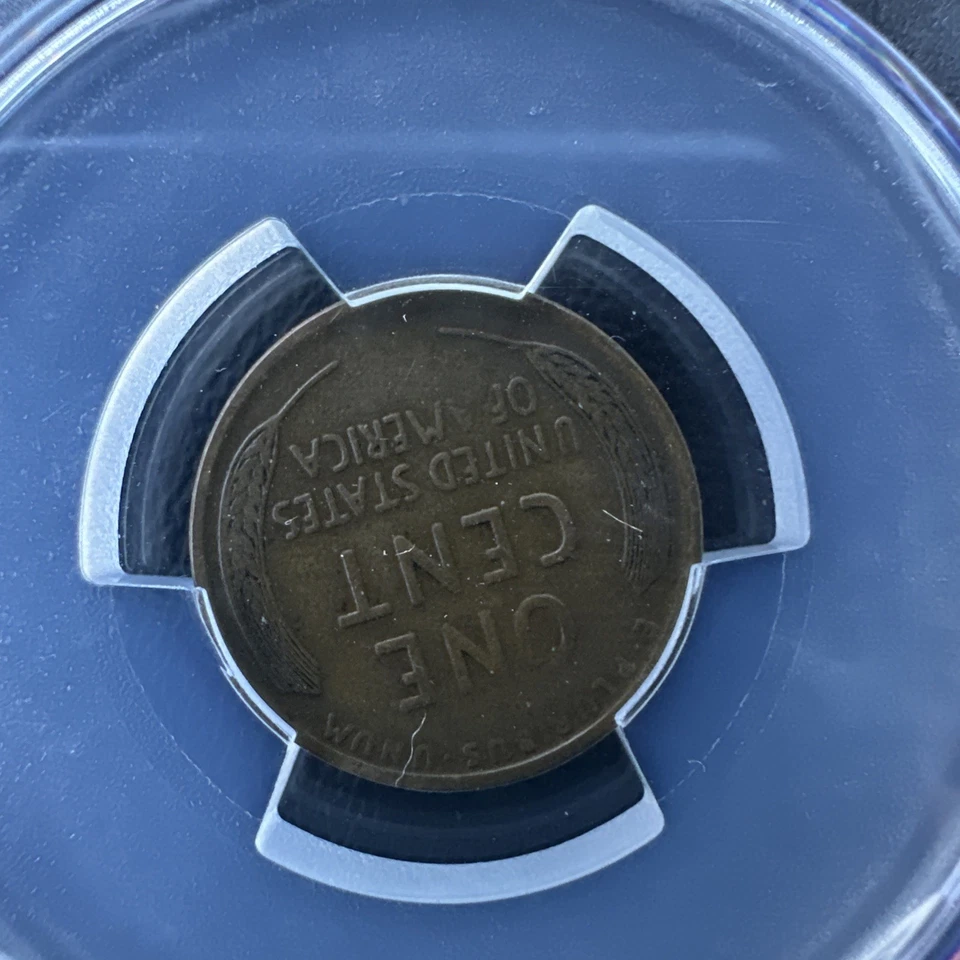 E · PLURIBUS · UNUM
ONE
CENT
UNITED STATES
OF AMERICA